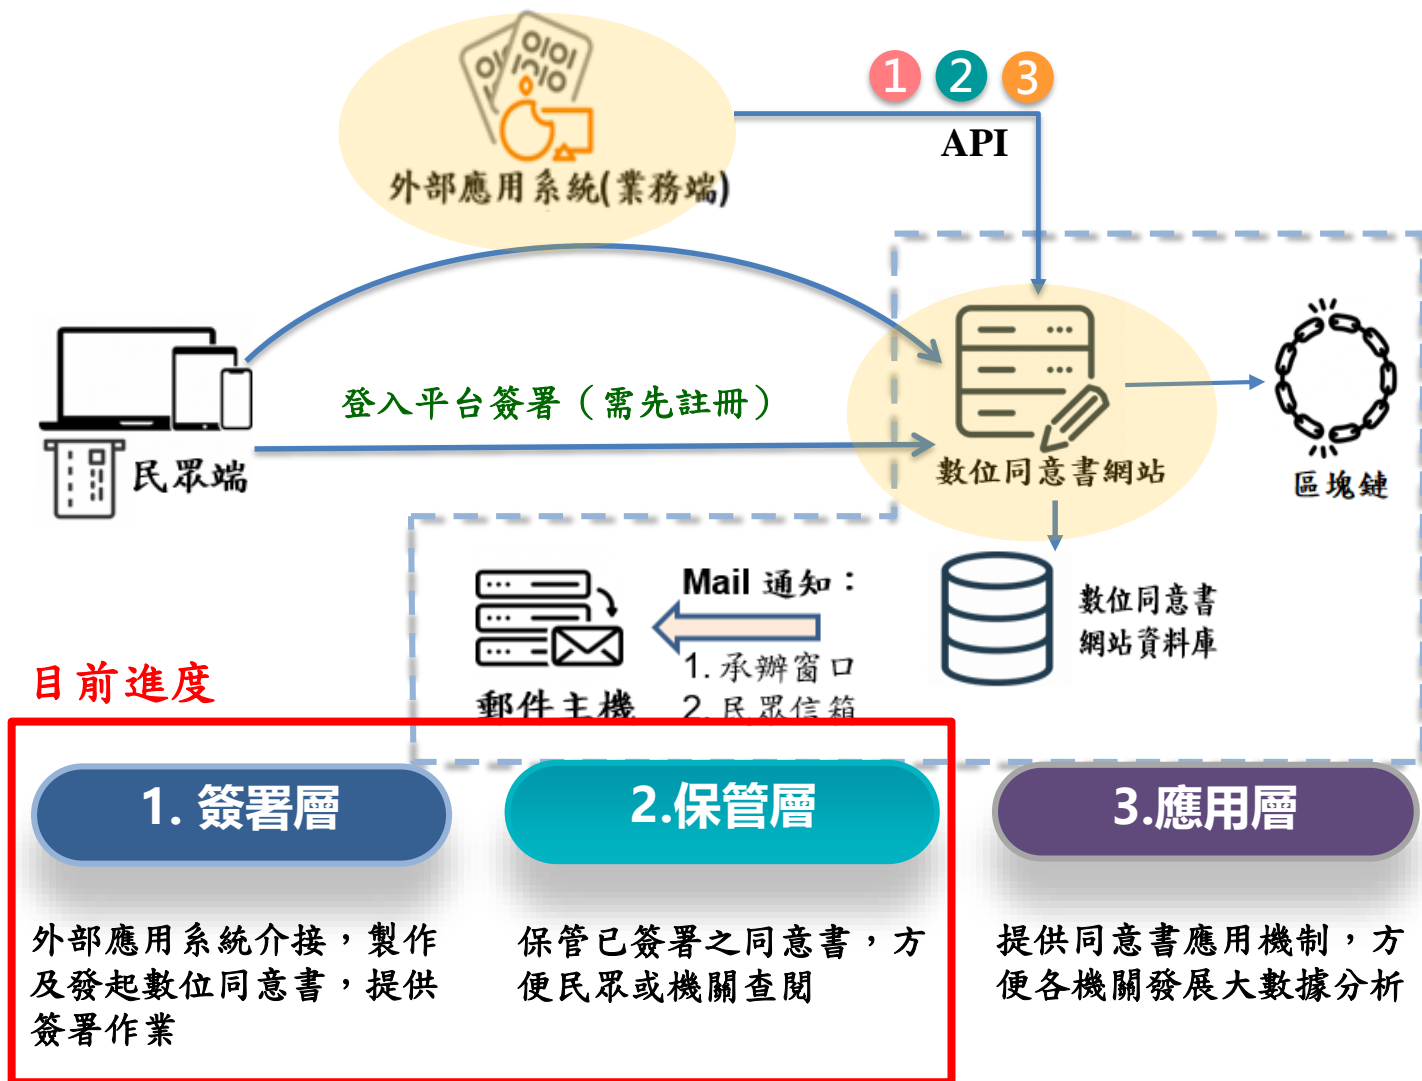 1 2 3
API
外部應用系統(業務端)
登入平台簽署（需先註冊）
民眾端
數位同意書網站
區塊鏈
Mail 通知：
1. 承辦窗口
2. 民眾信箱
郵件主機
數位同意書
網站資料庫
目前進度
1. 簽署層
外部應用系統介接，製作
及發起數位同意書，提供
簽署作業
2.保管層
保管已簽署之同意書，方
便民眾或機關查閱
3.應用層
提供同意書應用機制，方
便各機關發展大數據分析